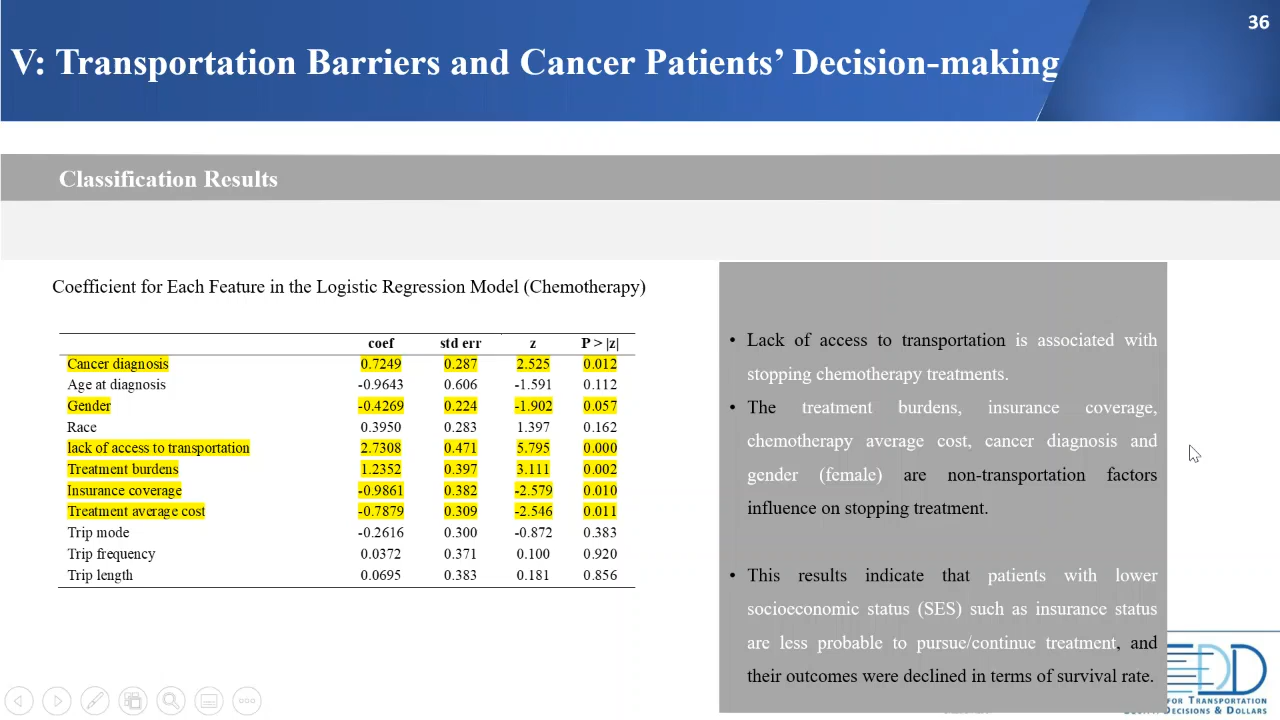 36
V: Transportation Barriers and Cancer Patients’ Decision-making
Classification Results
Coefficient for Each Feature in the Logistic Regression Model (Chemotherapy)
coef std err z P > |z|
Cancer diagnosis 0.7249 0.287 2.525 0.012
Age at diagnosis -0.9643 0.606 -1.591 0.112
Gender -0.4269 0.224 -1.902 0.057
Race 0.3950 0.283 1.397 0.162
lack of access to transportation 2.7308 0.471 5.795 0.000
Treatment burdens 1.2352 0.397 3.111 0.002
Insurance coverage -0.9861 0.382 -2.579 0.010
Treatment average cost -0.7879 0.309 -2.546 0.011
Trip mode -0.2616 0.300 -0.872 0.383
Trip frequency 0.0372 0.371 0.100 0.920
Trip length 0.0695 0.383 0.181 0.856
• Lack of access to transportation is associated with
stopping chemotherapy treatments.
• The treatment burdens, insurance coverage,
chemotherapy average cost, cancer diagnosis and
gender (female) are non-transportation factors
influence on stopping treatment.
• This results indicate that patients with lower
socioeconomic status (SES) such as insurance status
are less probable to pursue/continue treatment, and
their outcomes were declined in terms of survival rate.
DD
FOR TRANSPORTATION
DECISIONS & DOLLARS